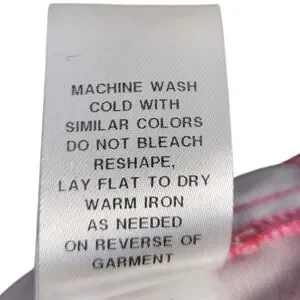 MACHINE WASH
COLD WITH
SIMILAR COLORS
DO NOT BLEACH
RESHAPE,
LAY FLAT TO DRY
WARM IRON
AS NEEDED
ON REVERSE OF
GARMENT